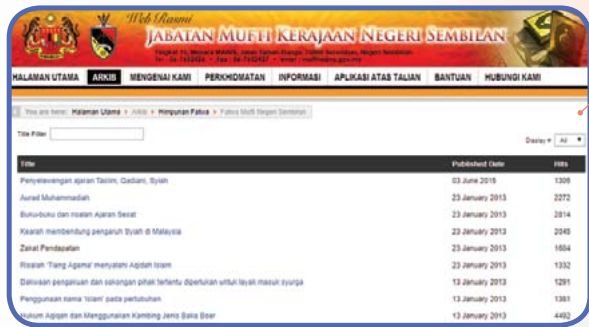 Web Rasmi
JABATAN MUFTI KERAJAAN NEGERI SEMBILAN
HALAMAN UTAMA ARKIB MENGENAI KAMI PERKHIDMATAN INFORMASI APLIKASI ATAS TALIAN BANTUAN HUBUNGI KAMI
You are here: Halaman Utama Arkib Himpunan Fatwa Fatwa Mufti Negeri Sembilan
Title Filter
Display # All
Title Published Date Hits
Penyelewengan ajaran Taslim, Qadiani, Syiah 03 June 2015 1306
Aurad Muhammadiah 23 January 2013 2272
Buku-buku dan risalah Ajaran Sesat 23 January 2013 2814
Kearah membendung pengaruh Syiah di Malaysia 23 January 2013 2045
Zakat Pendapatan 23 January 2013 1604
Risalah 'Tiang Agama' menyalahi Aqidah Islam 23 January 2013 1332
Dakwaan pengakuan dan sokongan pihak tertentu diperlukan untuk layak masuk syurga 13 January 2013 1291
Penggunaan nama 'Islam' pada pertubuhan 13 January 2013 1381
Hukum Aqiqah dan Menggunakan Kambing Jenis Baka Boer 13 January 2013 4492